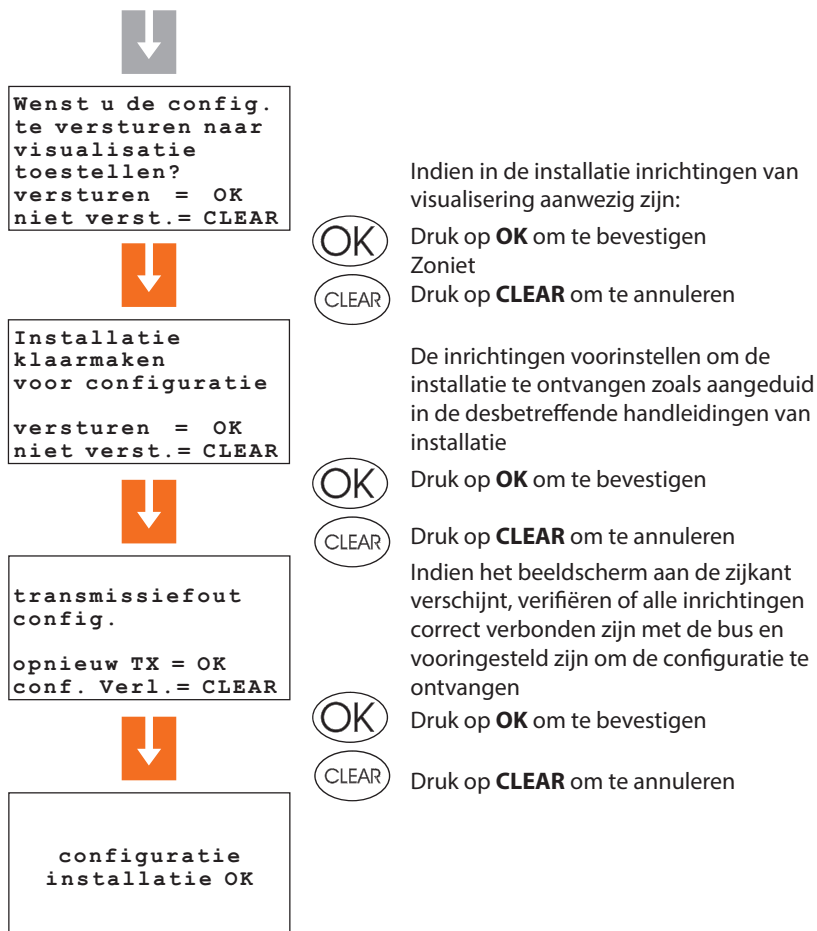 Wenst u de config.
te versturen naar
visualisatie
toestellen?
versturen = OK
niet verst.= CLEAR
Indien in de installatie inrichtingen van
visualisering aanwezig zijn:
OK
Druk op OK om te bevestigen
Zoniet
CLEAR
Druk op CLEAR om te annuleren
Installatie
klaarmaken
voor configuratie
versturen = OK
niet verst.= CLEAR
De inrichtingen voorinstellen om de
installatie te ontvangen zoals aangeduid
in de desbetreffende handleidingen van
installatie
OK
Druk op OK om te bevestigen
CLEAR
Druk op CLEAR om te annuleren
transmissiefout
config.
opnieuw TX = OK
conf. Verl.= CLEAR
Indien het beeldscherm aan de zijkant
verschijnt, verifiëren of alle inrichtingen
correct verbonden zijn met de bus en
vooringesteld zijn om de configuratie te
ontvangen
OK
Druk op OK om te bevestigen
CLEAR
Druk op CLEAR om te annuleren
configuratie
installatie OK